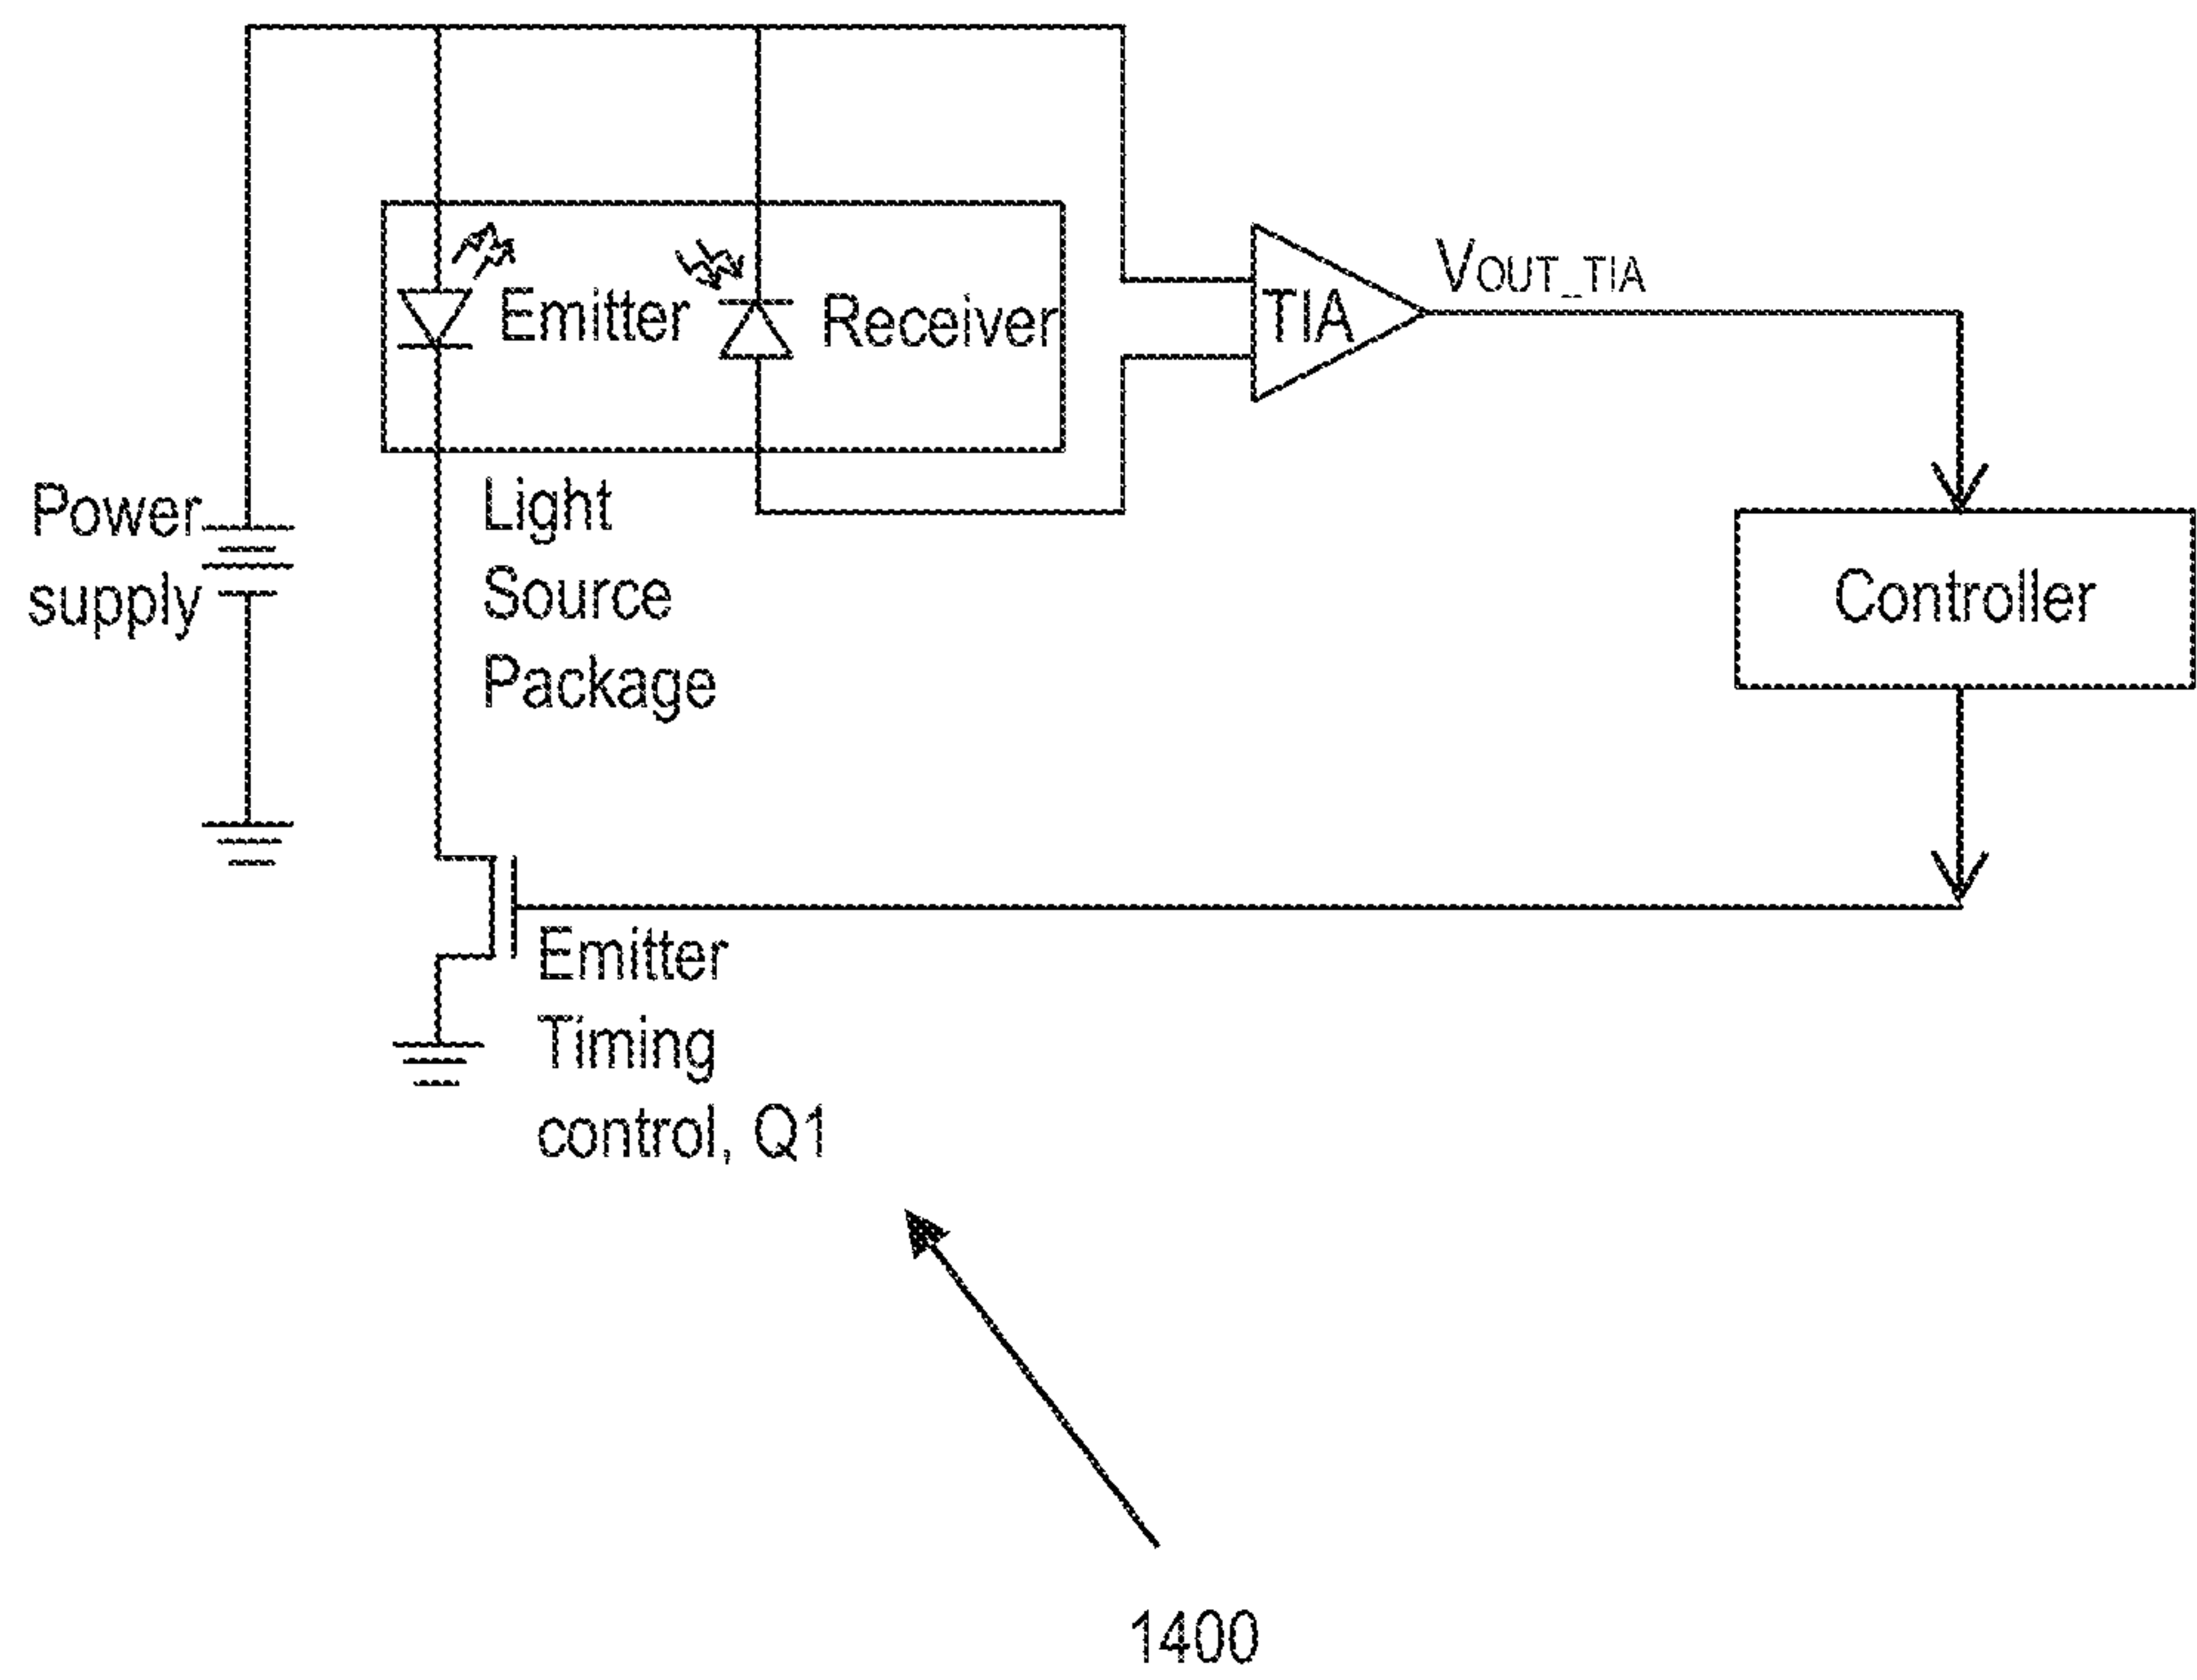 Emitter
Receiver
TIA
VOUT_TIA
Power
supply
Light
Source
Package
Controller
Emitter
Timing
control, Q1
1400